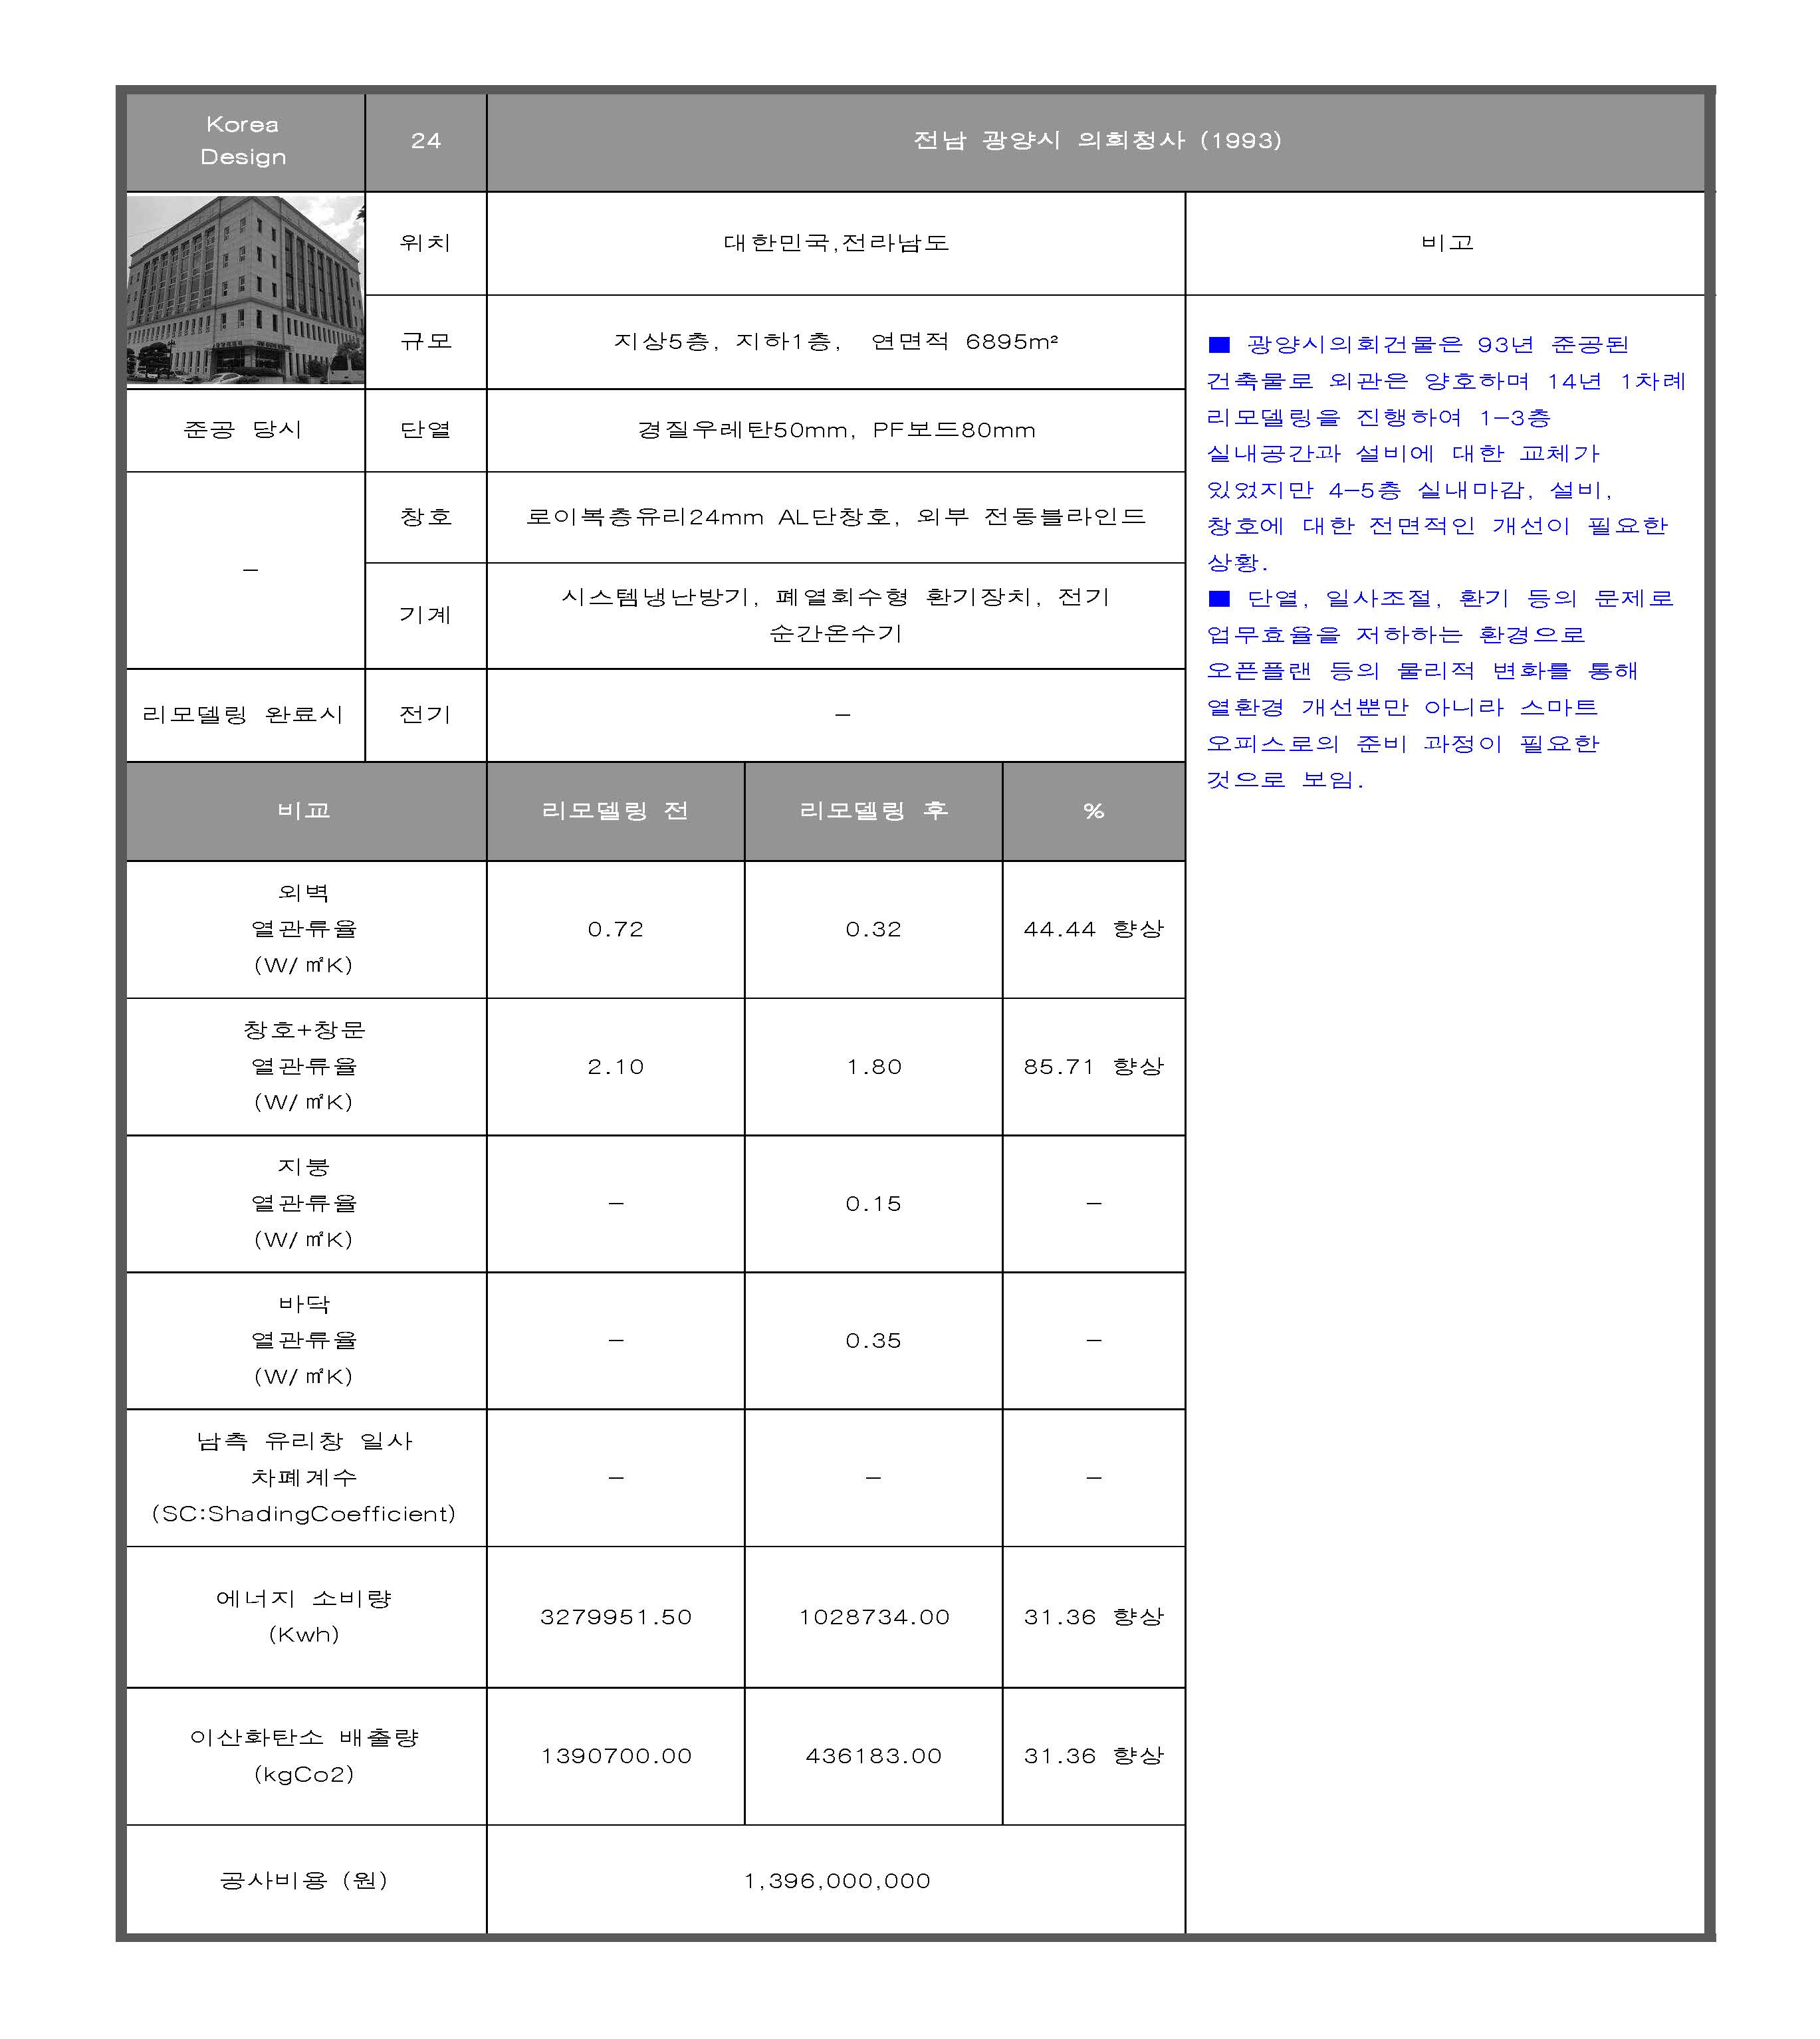 Korea
Design
24
전남 광양시 의회청사 (1993)
위치
대한민국,전라남도
비고
규모
지상5층, 지하1층, 연면적 6895m²
준공 당시
단열
경질우레탄50mm, PF보드80mm
–
창호
로이복층유리24mm AL단창호, 외부 전동블라인드
기계
시스템냉난방기, 폐열회수형 환기장치, 전기
순간온수기
리모델링 완료시
전기
–
■ 광양시의회건물은 93년 준공된
건축물로 외관은 양호하며 14년 1차례
리모델링을 진행하여 1–3층
실내공간과 설비에 대한 교체가
있었지만 4–5층 실내마감, 설비,
창호에 대한 전면적인 개선이 필요한
상황.
■ 단열, 일사조절, 환기 등의 문제로
업무효율을 저하하는 환경으로
오픈플랜 등의 물리적 변화를 통해
열환경 개선뿐만 아니라 스마트
오피스로의 준비 과정이 필요한
것으로 보임.
비교
리모델링 전
리모델링 후
%
외벽
열관류율
(W/㎡K)
0.72
0.32
44.44 향상
창호+창문
열관류율
(W/㎡K)
2.10
1.80
85.71 향상
지붕
열관류율
(W/㎡K)
–
0.15
–
바닥
열관류율
(W/㎡K)
–
0.35
–
남측 유리창 일사
차폐계수
(SC:ShadingCoefficient)
–
–
–
에너지 소비량
(Kwh)
3279951.50
1028734.00
31.36 향상
이산화탄소 배출량
(kgCo2)
1390700.00
436183.00
31.36 향상
공사비용 (원)
1,396,000,000